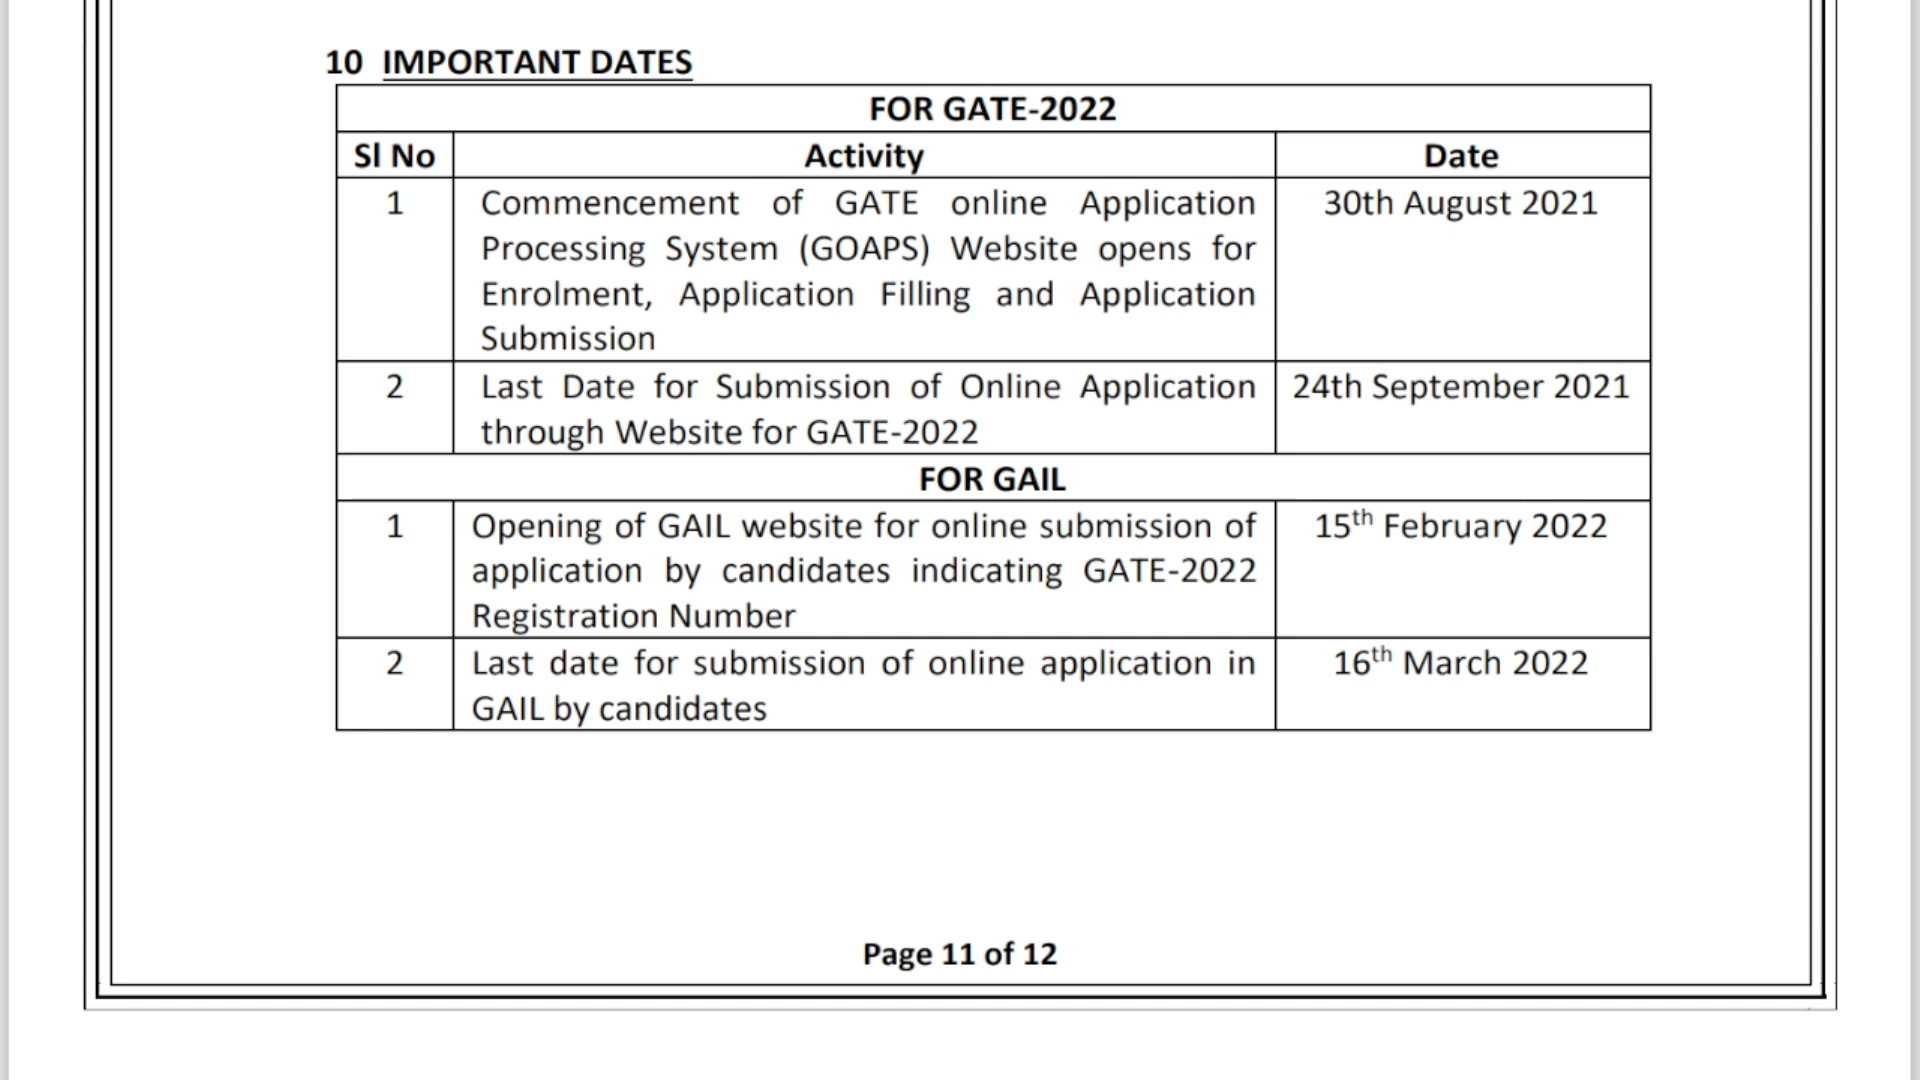 10 IMPORTANT DATES
FOR GATE-2022
Sl No Activity Date
1 Commencement of GATE online Application 30th August 2021
Processing System (GOAPS) Website opens for
Enrolment, Application Filling and Application
Submission
2 Last Date for Submission of Online Application 24th September 2021
through Website for GATE-2022
FOR GAIL
1 Opening of GAIL website for online submission of 15th February 2022
application by candidates indicating GATE-2022
Registration Number
2 Last date for submission of online application in 16th March 2022
GAIL by candidates
Page 11 of 12